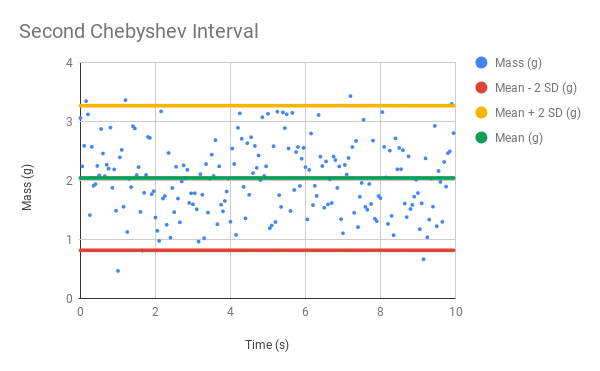 Second Chebyshev Interval
Mass (g)
Mean - 2 SD (g)
Mean + 2 SD (g)
Mean (g)
4
3
2
1
0
Mass (g)
0 2 4 6 8 10
Time (s)